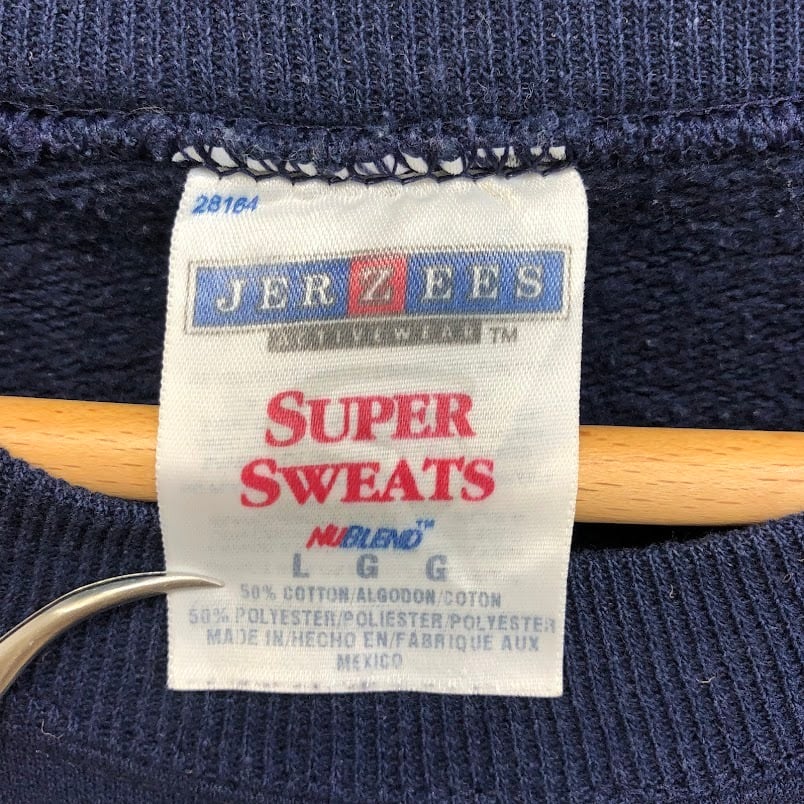 28164
JERZEES
ACTIVEWEAR ™
SUPER
SWEATS
NUBLEND™
L G G
50% COTTON/ALGODON/COTON
50% POLYESTER/POLIESTER/POLYESTER
MADE IN/HECHO EN/FABRIQUE AUX
MEXICO